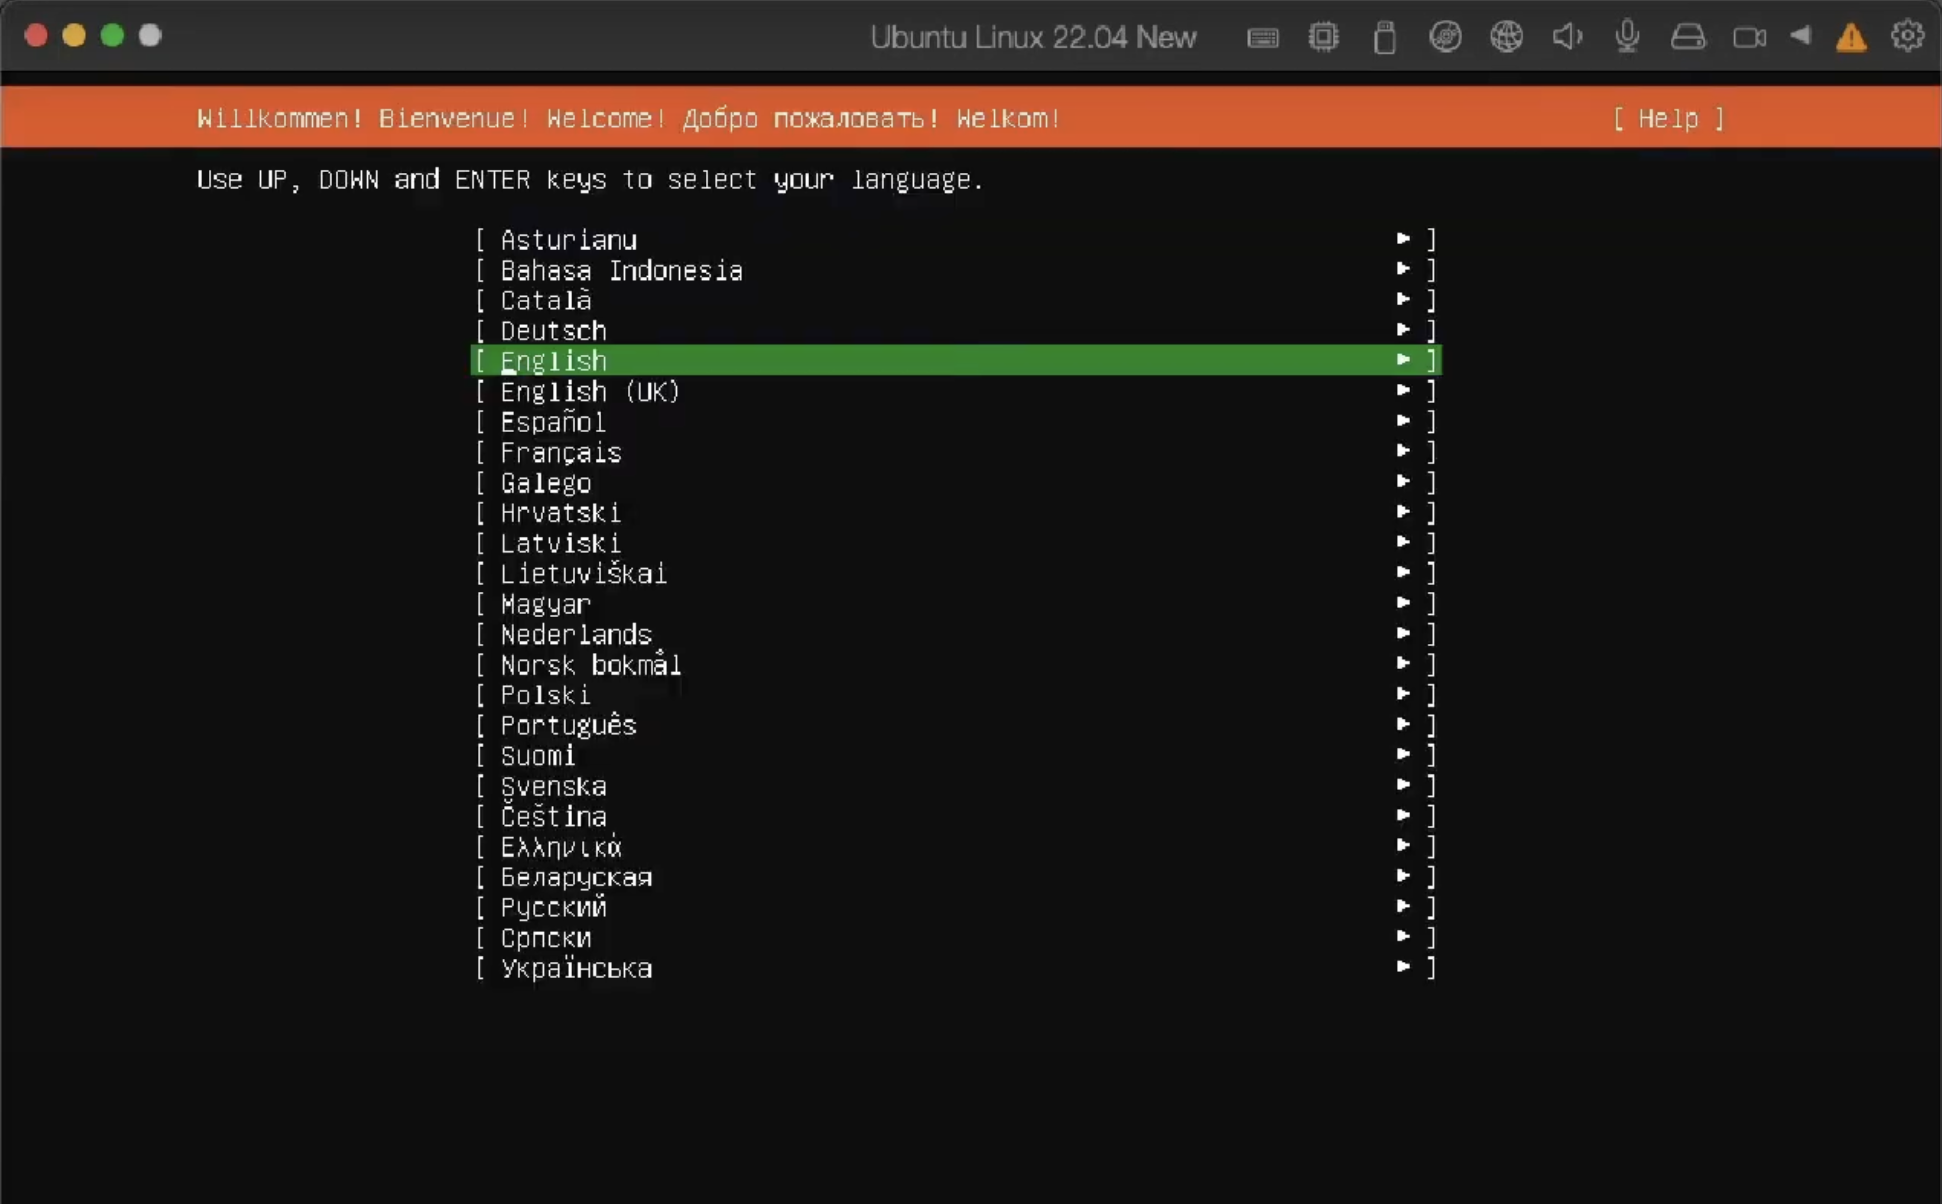 Ubuntu Linux 22.04 New
Willkommen! Bienvenue! Welcome! Добро пожаловать! Welkom! [ Help ]
Use UP, DOWN and ENTER keys to select your language.
[ Asturianu ► ]
[ Bahasa Indonesia ► ]
[ Català ► ]
[ Deutsch ► ]
[ English ► ]
[ English (UK) ► ]
[ Español ► ]
[ Français ► ]
[ Galego ► ]
[ Hrvatski ► ]
[ Latviski ► ]
[ Lietuviškai ► ]
[ Magyar ► ]
[ Nederlands ► ]
[ Norsk bokmål ► ]
[ Polski ► ]
[ Português ► ]
[ Suomi ► ]
[ Svenska ► ]
[ Čeština ► ]
[ Ελληνικά ► ]
[ Беларуская ► ]
[ Русский ► ]
[ Српски ► ]
[ Українська ► ]